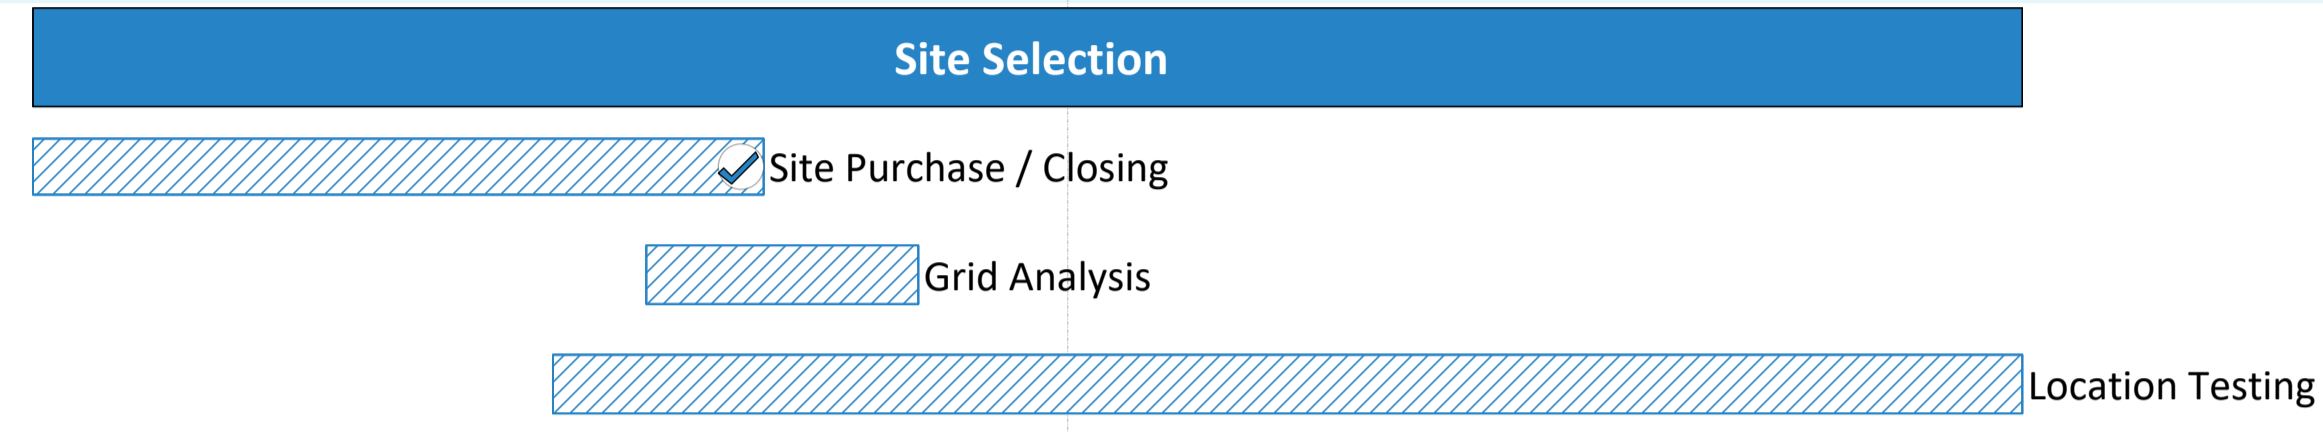 Site Selection
Site Purchase / Closing
Grid Analysis
Location Testing